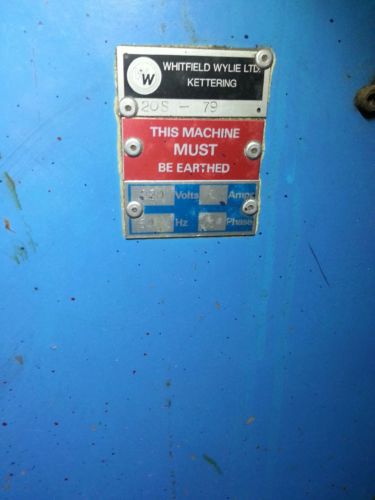 W
WHITFIELD WYLIE LTD.
KETTERING
20S - 79
THIS MACHINE
MUST
BE EARTHED
Volts Amps
Hz Phase